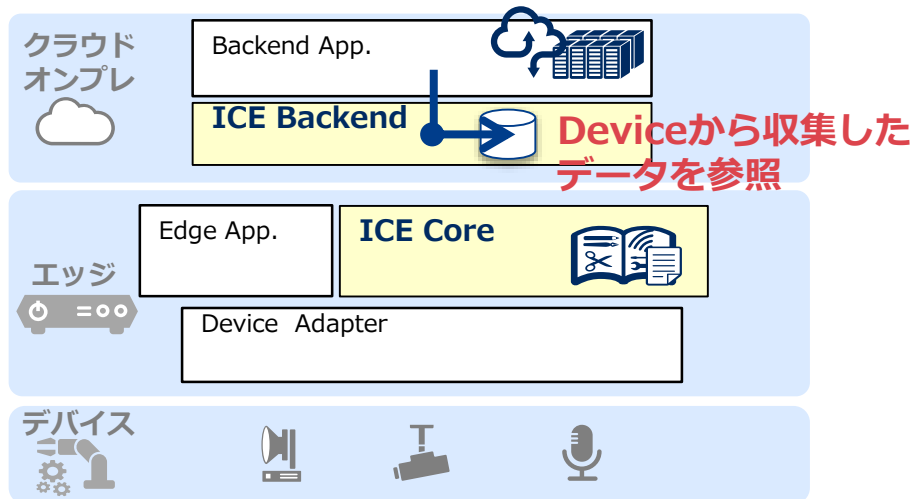 クラウド
オンプレ
Backend App.
ICE Backend
Deviceから収集した
データを参照
エッジ
Edge App.
ICE Core
Device Adapter
デバイス